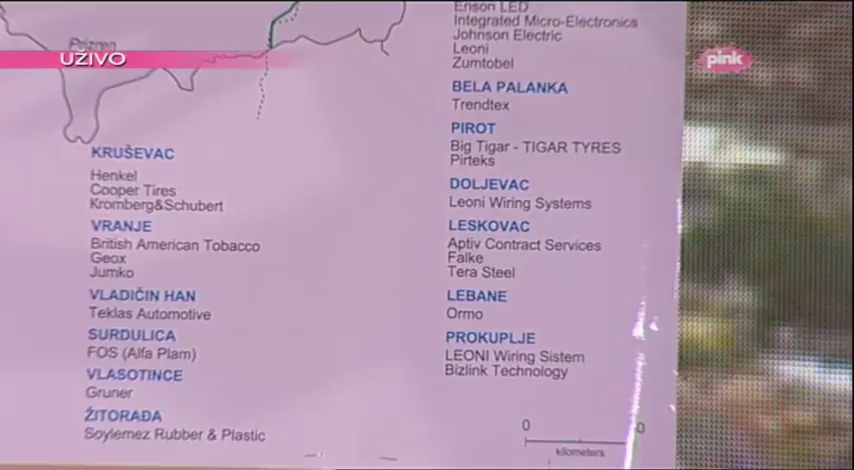 Prizren
UŽIVO
pink
KRUŠEVAC
Henkel
Cooper Tires
Kromberg&Schubert
VRANJE
British American Tobacco
Geox
Jumko
VLADIČIN HAN
Teklas Automotive
SURDULICA
FOS (Alfa Plam)
VLASOTINCE
Gruner
ŽITORAĐA
Soylemez Rubber & Plastic
Enson LED
Integrated Micro-Electronics
Johnson Electric
Leoni
Zumtobel
BELA PALANKA
Trendtex
PIROT
Big Tigar - TIGAR TYRES
Pirteks
DOLJEVAC
Leoni Wiring Systems
LESKOVAC
Aptiv Contract Services
Falke
Tera Steel
LEBANE
Ormo
PROKUPLJE
LEONI Wiring Sistem
Bizlink Technology
0 0
kilometers